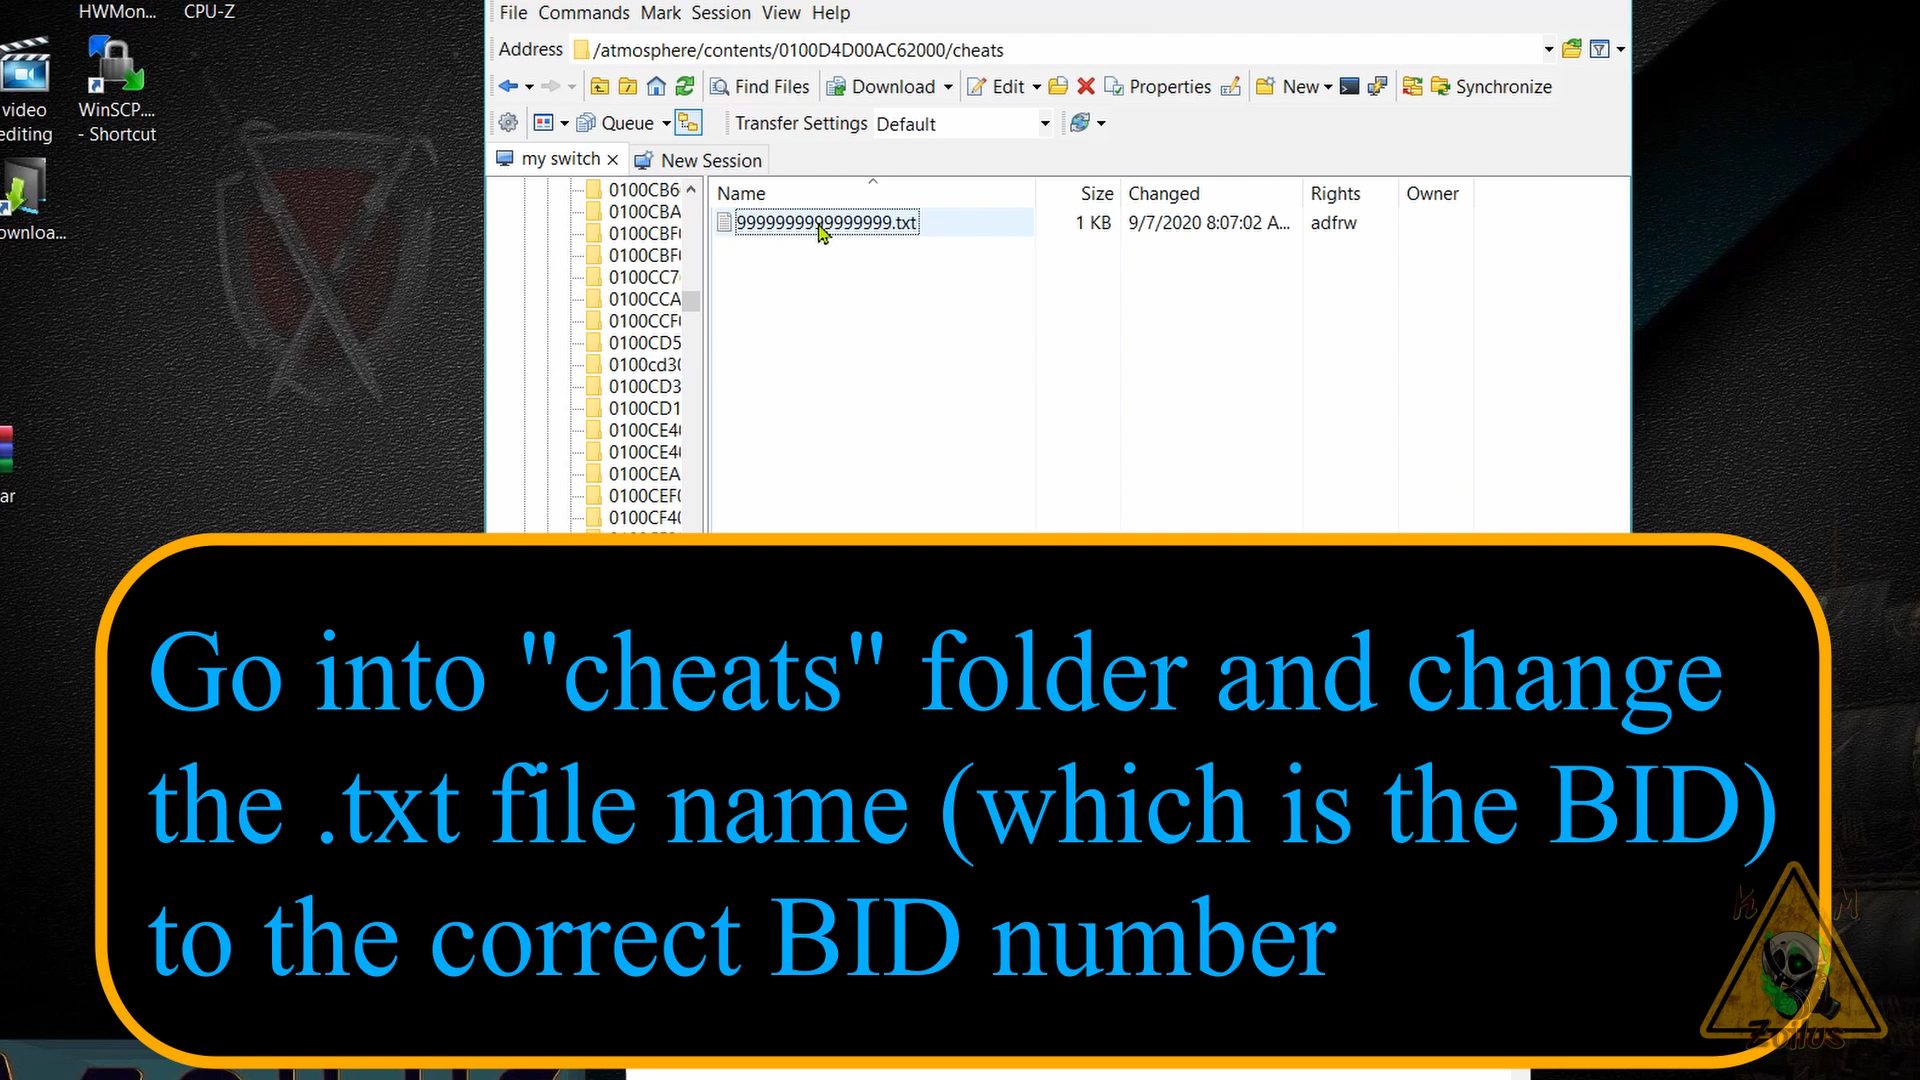 HWMon... CPU-Z
File Commands Mark Session View Help
Address /atmosphere/contents/0100D4D00AC62000/cheats
Find Files Download Edit Properties New Synchronize
Queue Transfer Settings Default
my switch New Session
video
editing
WinSCP....
- Shortcut
ownloa...
ar
Name Size Changed Rights Owner
9999999999999999.txt 1 KB 9/7/2020 8:07:02 A... adfrw
0100CB6
0100CBA
0100CBF
0100CBF
0100CC7
0100CCA
0100CCF
0100CD5
0100cd30
0100CD3
0100CD1
0100CE4
0100CE4
0100CEA
0100CEF0
0100CF40
Go into "cheats" folder and change
the .txt file name (which is the BID)
to the correct BID number
K M
Zoilus